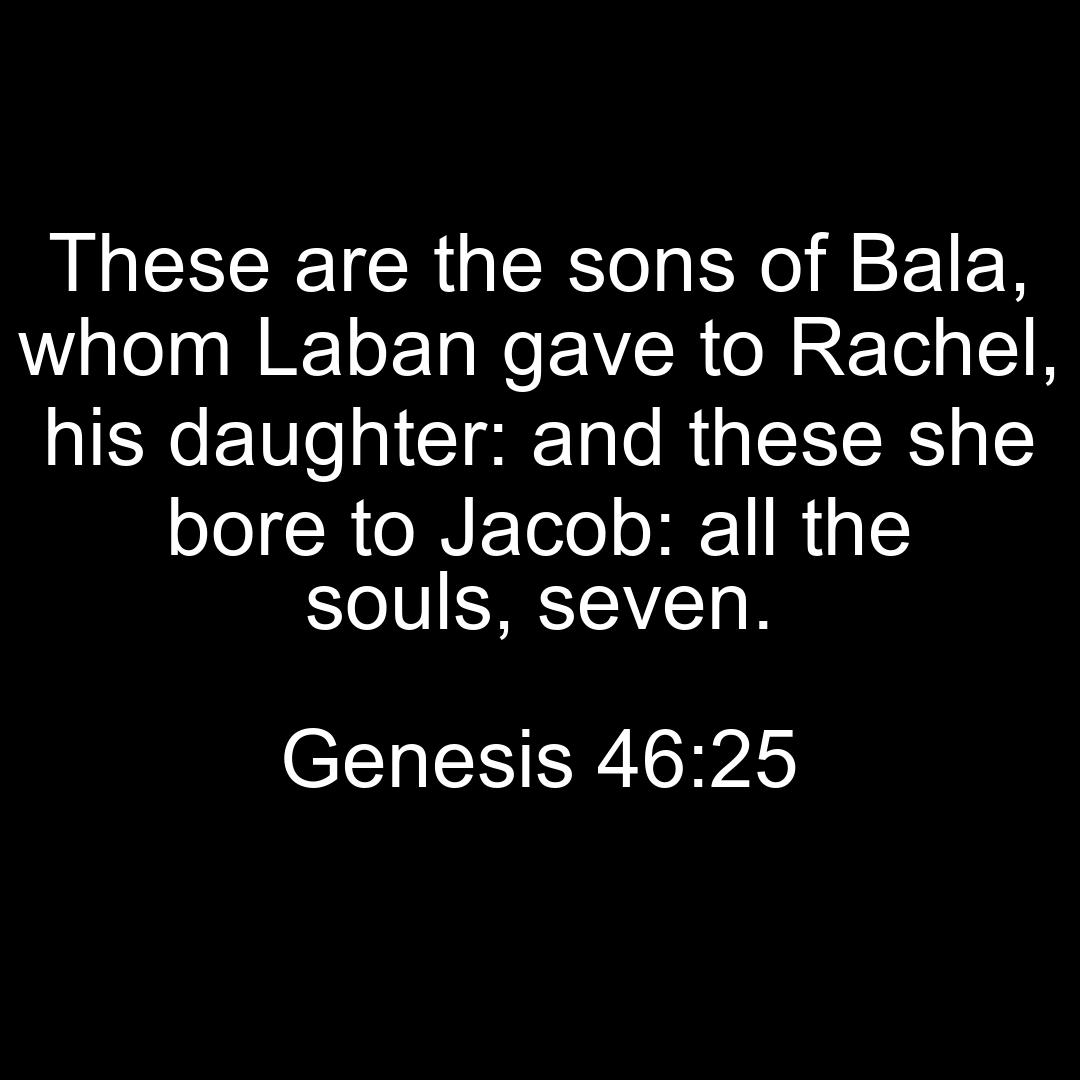 These are the sons of Bala,
whom Laban gave to Rachel,
his daughter: and these she
bore to Jacob: all the
souls, seven.
Genesis 46:25